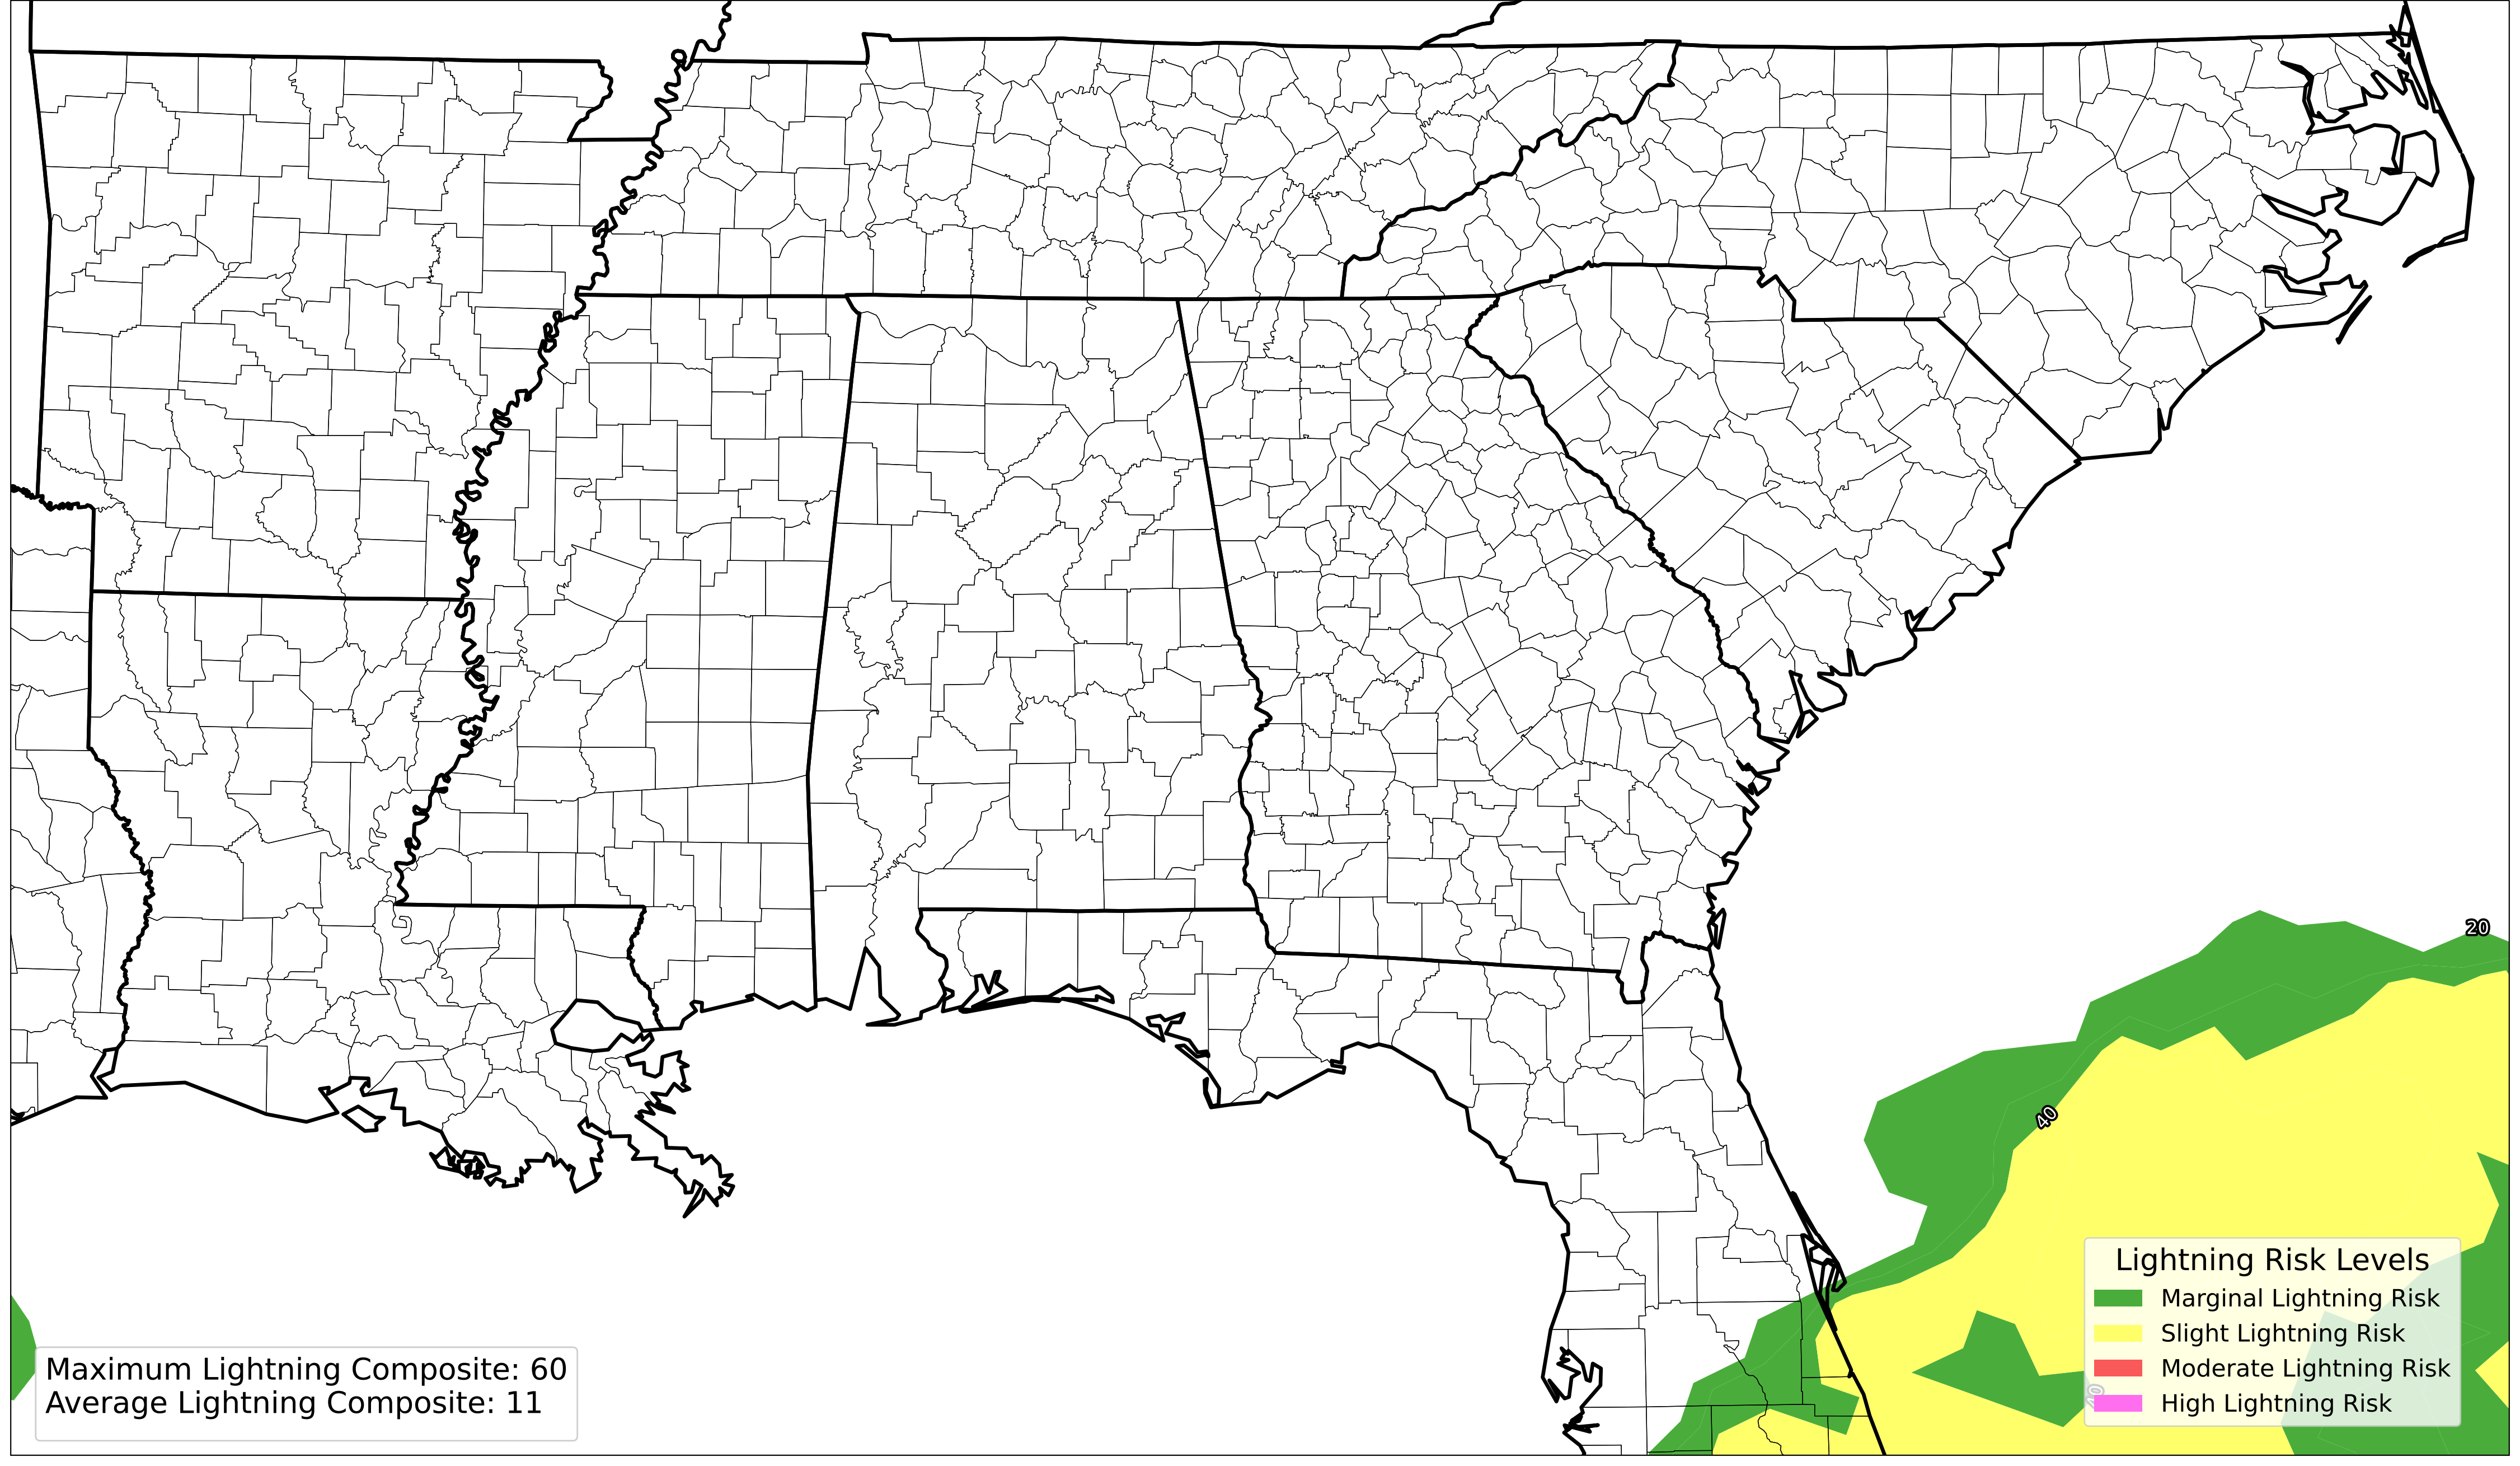 20
40
Lightning Risk Levels
Marginal Lightning Risk
Slight Lightning Risk
Moderate Lightning Risk
High Lightning Risk
Maximum Lightning Composite: 60
Average Lightning Composite: 11